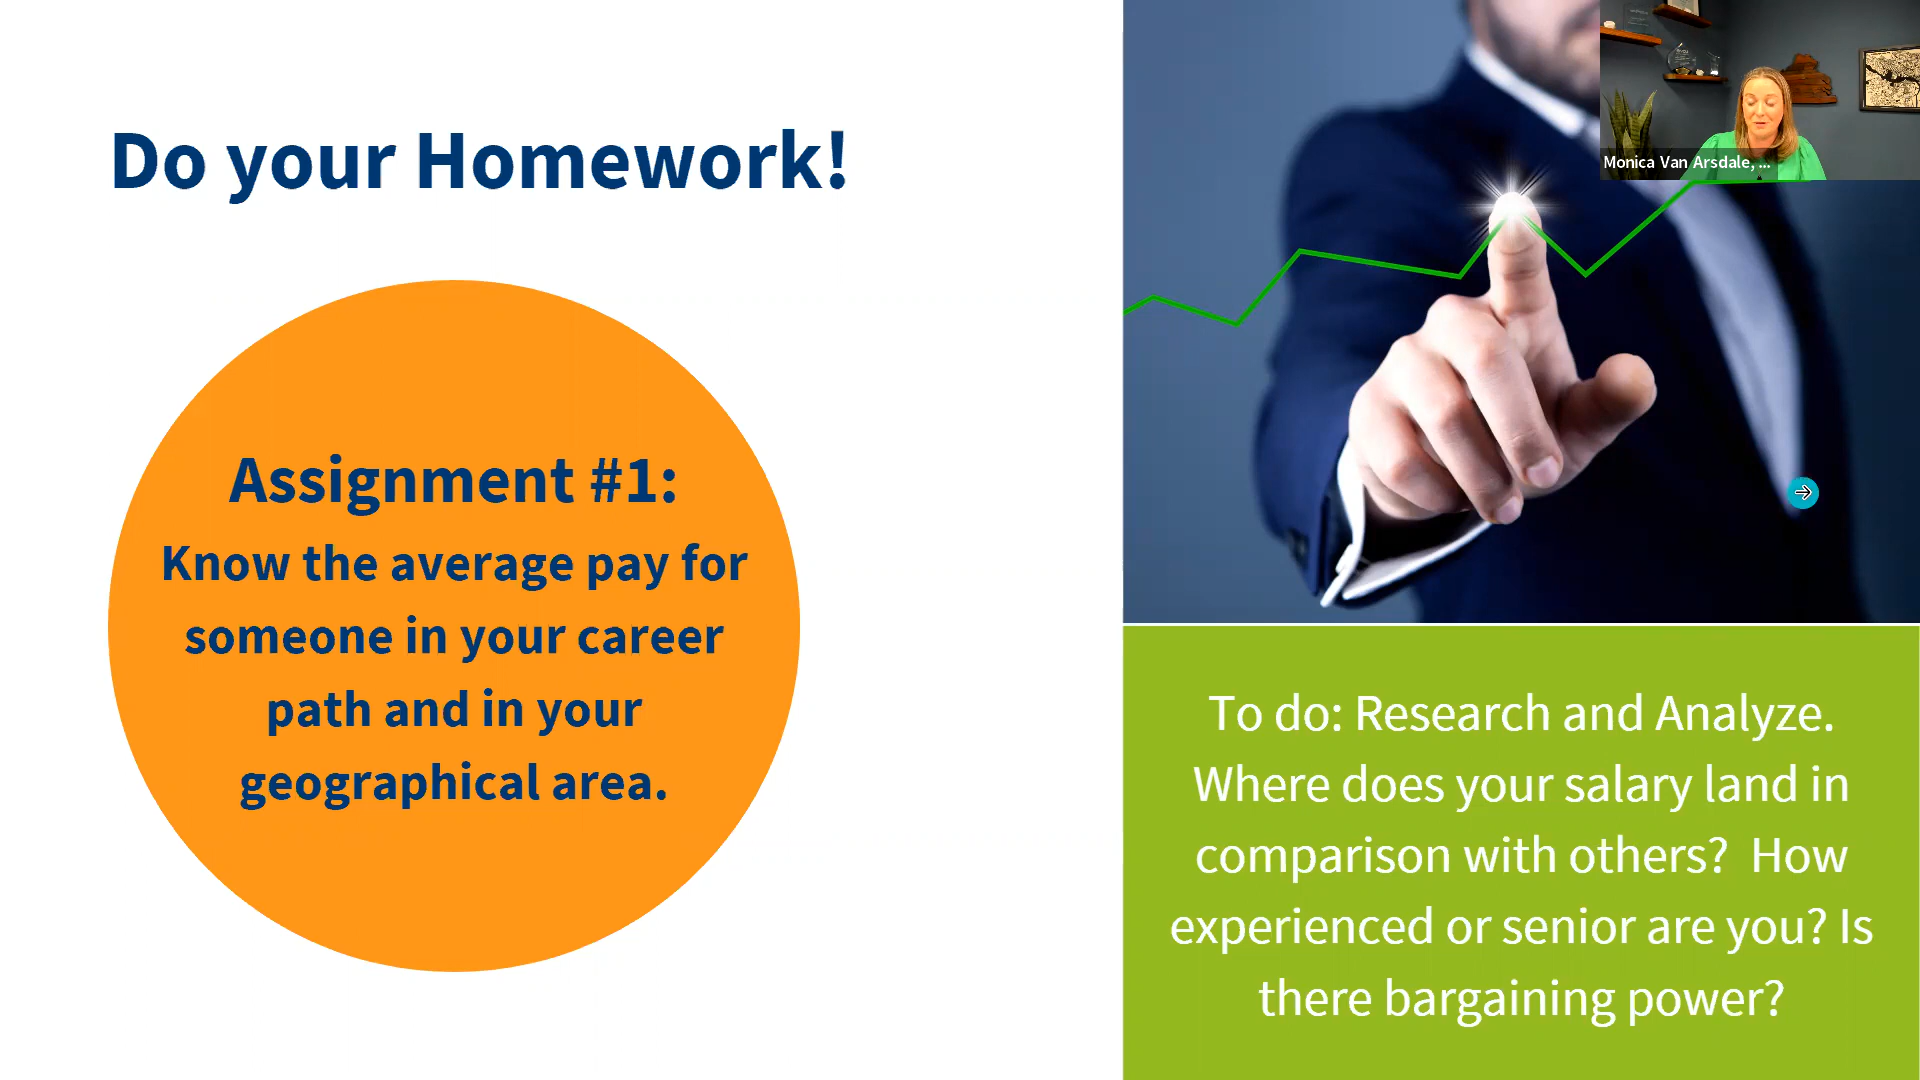 Do your Homework!
Assignment #1:
Know the average pay for
someone in your career
path and in your
geographical area.
Monica Van Arsdale, ...
To do: Research and Analyze.
Where does your salary land in
comparison with others?  How
experienced or senior are you? Is
there bargaining power?